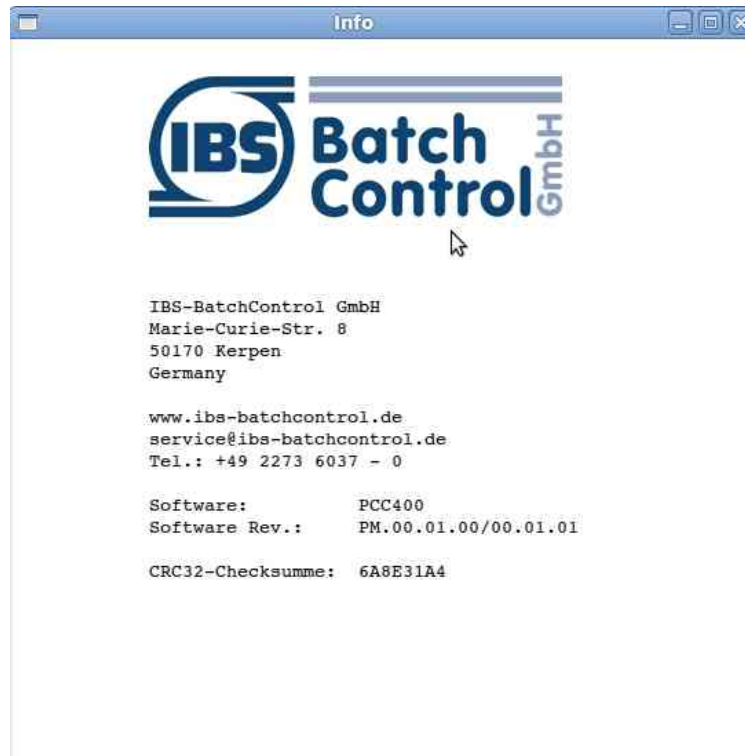 Info
IBS Batch
Control GmbH
IBS-BatchControl GmbH
Marie-Curie-Str. 8
50170 Kerpen
Germany
www.ibs-batchcontrol.de
service@ibs-batchcontrol.de
Tel.: +49 2273 6037 - 0
Software: PCC400
Software Rev.: PM.00.01.00/00.01.01
CRC32-Checksumme: 6A8E31A4